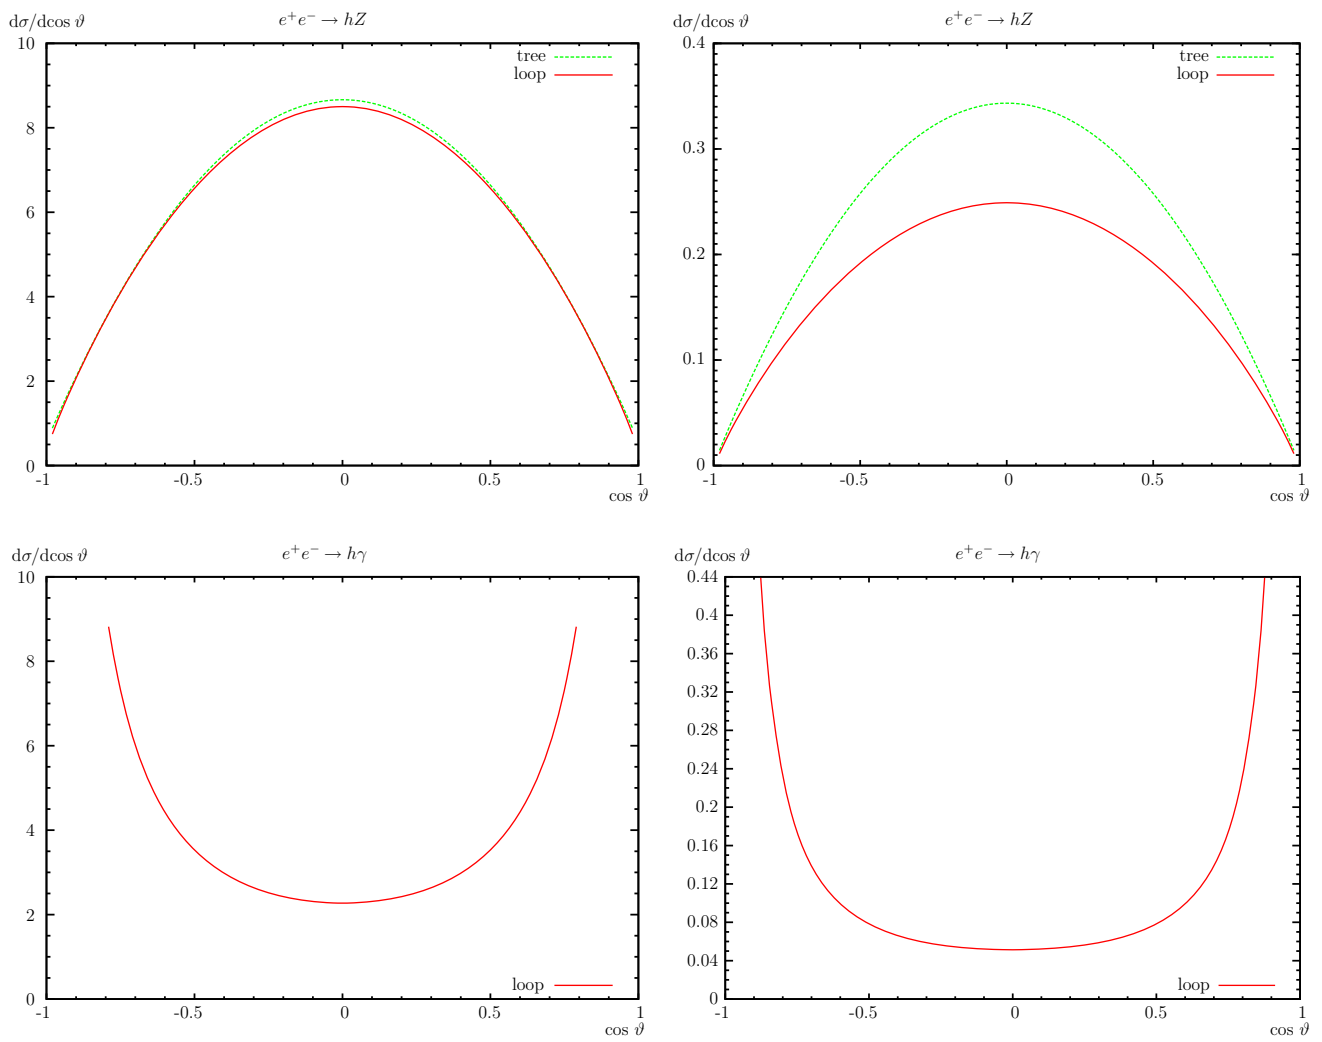 dσ/dcos ϑ
e⁺e⁻ → hZ
10
tree
loop
8
6
4
2
0
-1 -0.5 0 0.5 1
cos ϑ
dσ/dcos ϑ
e⁺e⁻ → hZ
0.4
tree
loop
0.3
0.2
0.1
0
-1 -0.5 0 0.5 1
cos ϑ
dσ/dcos ϑ
e⁺e⁻ → hγ
10
8
6
4
2
loop
0
-1 -0.5 0 0.5 1
cos ϑ
dσ/dcos ϑ
e⁺e⁻ → hγ
0.44
0.4
0.36
0.32
0.28
0.24
0.2
0.16
0.12
0.08
0.04
loop
0
-1 -0.5 0 0.5 1
cos ϑ